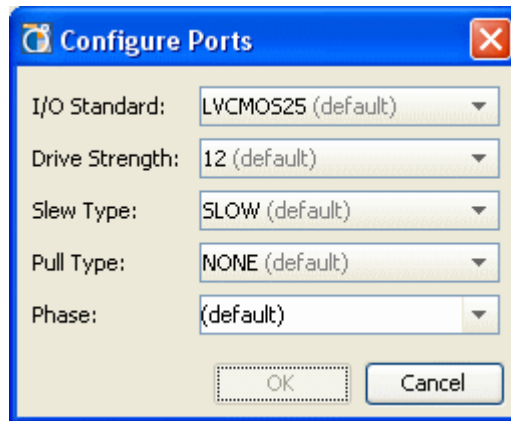 Configure Ports
I/O Standard: LVCMOS25 (default)
Drive Strength: 12 (default)
Slew Type: SLOW (default)
Pull Type: NONE (default)
Phase: (default)
OK Cancel